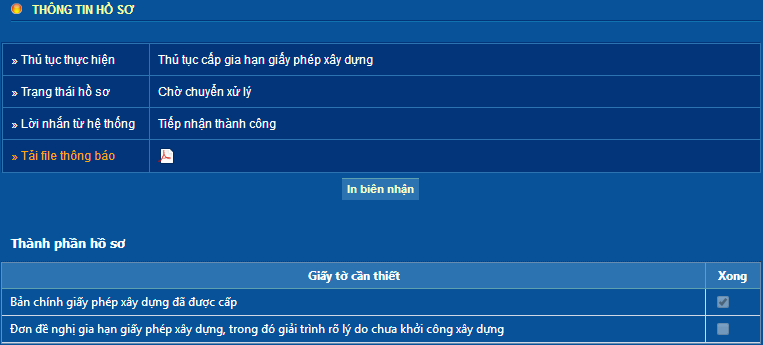 THÔNG TIN HỒ SƠ
» Thủ tục thực hiện Thủ tục cấp gia hạn giấy phép xây dựng
» Trạng thái hồ sơ Chờ chuyển xử lý
» Lời nhắn từ hệ thống Tiếp nhận thành công
» Tải file thông báo
In biên nhận
Thành phần hồ sơ
Giấy tờ cần thiết Xong
Bản chính giấy phép xây dựng đã được cấp
Đơn đề nghị gia hạn giấy phép xây dựng, trong đó giải trình rõ lý do chưa khởi công xây dựng